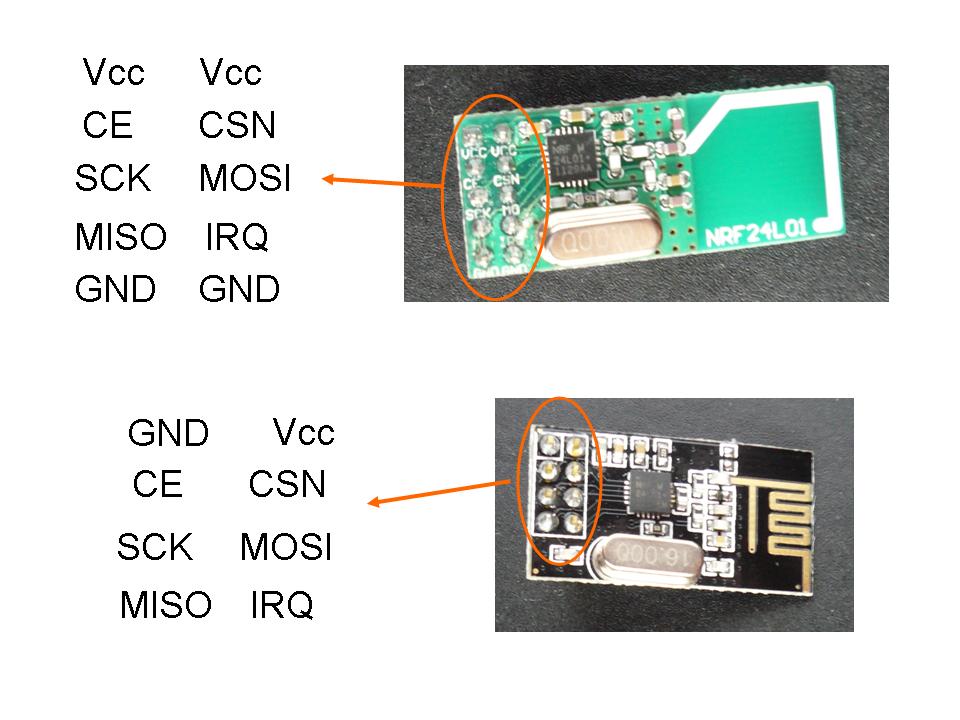 Vcc Vcc
CE CSN
SCK MOSI
MISO IRQ
GND GND
VCC VCC
CE CSN
SCK MO
NRF24L01
GND Vcc
CE CSN
SCK MOSI
MISO IRQ
16.000